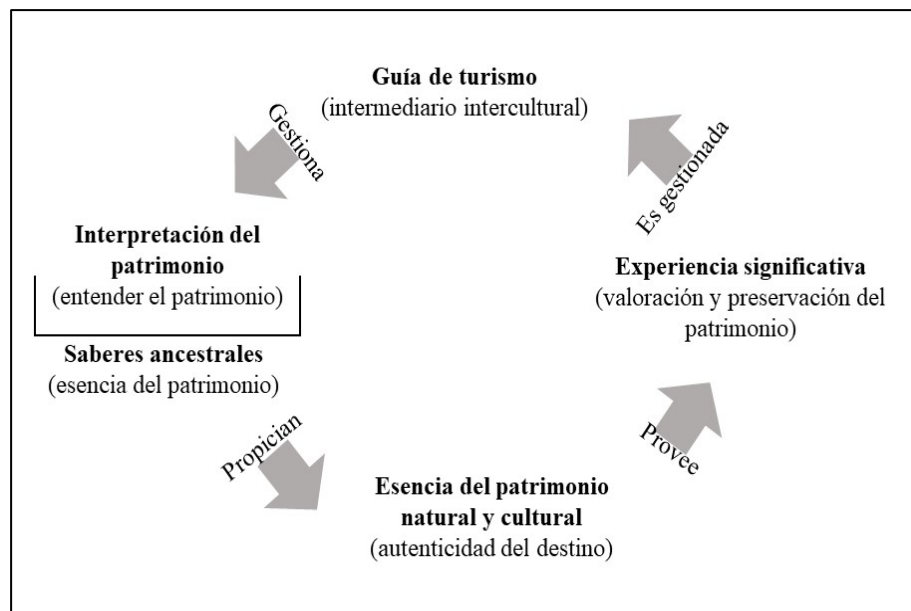 Guía de turismo
(intermediario intercultural)
Gestiona
Interpretación del
patrimonio
(entender el patrimonio)
Saberes ancestrales
(esencia del patrimonio)
Propician
Esencia del patrimonio
natural y cultural
(autenticidad del destino)
Provee
Experiencia significativa
(valoración y preservación del
patrimonio)
Es gestionada